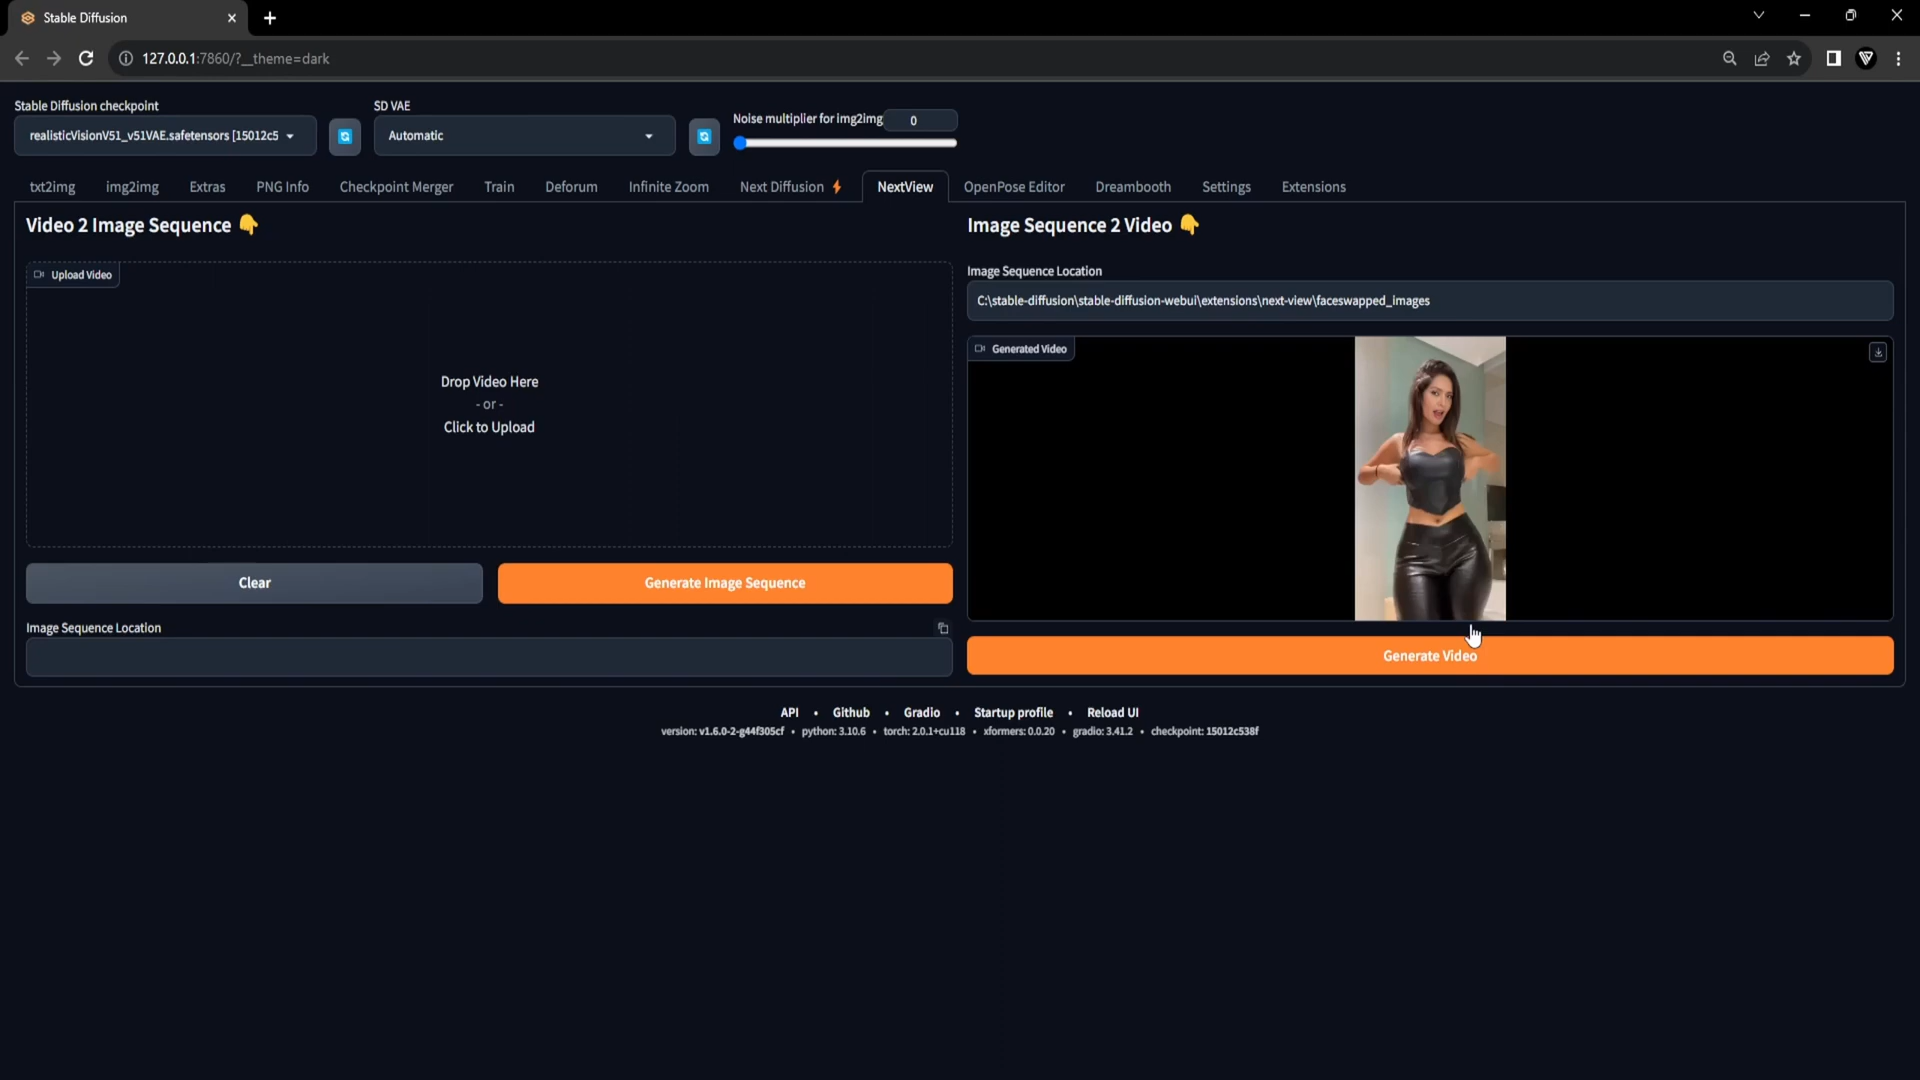 Stable Diffusion
127.0.0.1:7860/?__theme=dark
Stable Diffusion checkpoint
SD VAE
realisticVisionV51_v51VAE.safetensors [15012c5
Automatic
Noise multiplier for img2img
0
txt2img
img2img
Extras
PNG Info
Checkpoint Merger
Train
Deforum
Infinite Zoom
Next Diffusion ⚡
NextView
OpenPose Editor
Dreambooth
Settings
Extensions
Video 2 Image Sequence 👇
Upload Video
Drop Video Here
- or -
Click to Upload
Clear
Generate Image Sequence
Image Sequence Location
Image Sequence 2 Video 👇
Image Sequence Location
C:\stable-diffusion\stable-diffusion-webui\extensions\next-view\faceswapped_images
Generated Video
Generate Video
API • Github • Gradio • Startup profile • Reload UI
version: v1.6.0-2-g44f305cf • python: 3.10.6 • torch: 2.0.1+cu118 • xformers: 0.0.20 • gradio: 3.41.2 • checkpoint: 15012c538f